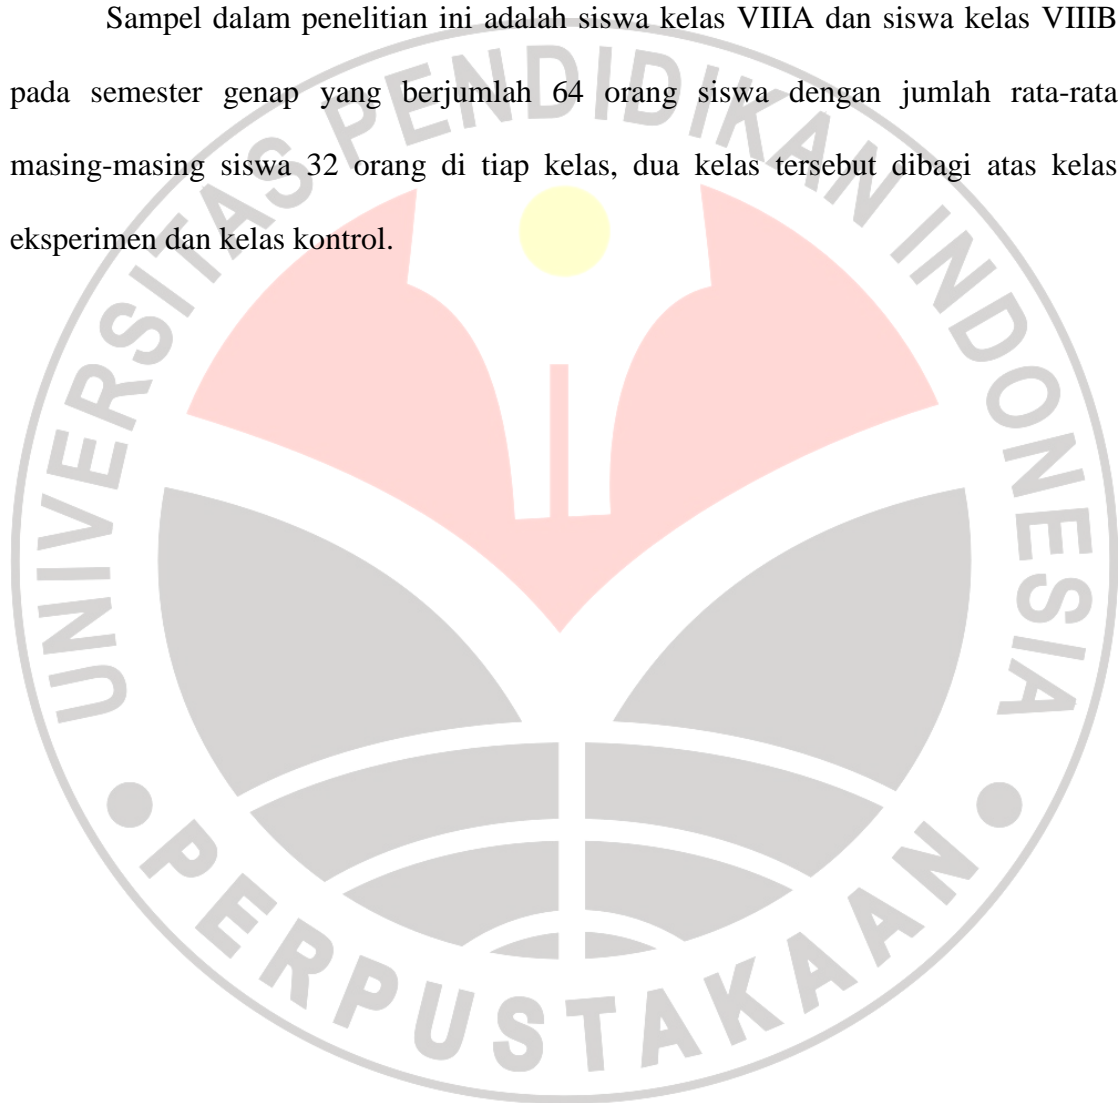 Sampel dalam penelitian ini adalah siswa kelas VIIIA dan siswa kelas VIIIB
pada semester genap yang berjumlah 64 orang siswa dengan jumlah rata-rata
masing-masing siswa 32 orang di tiap kelas, dua kelas tersebut dibagi atas kelas
eksperimen dan kelas kontrol.
UNIVERSITAS PENDIDIKAN INDONESIA
PERPUSTAKAAN